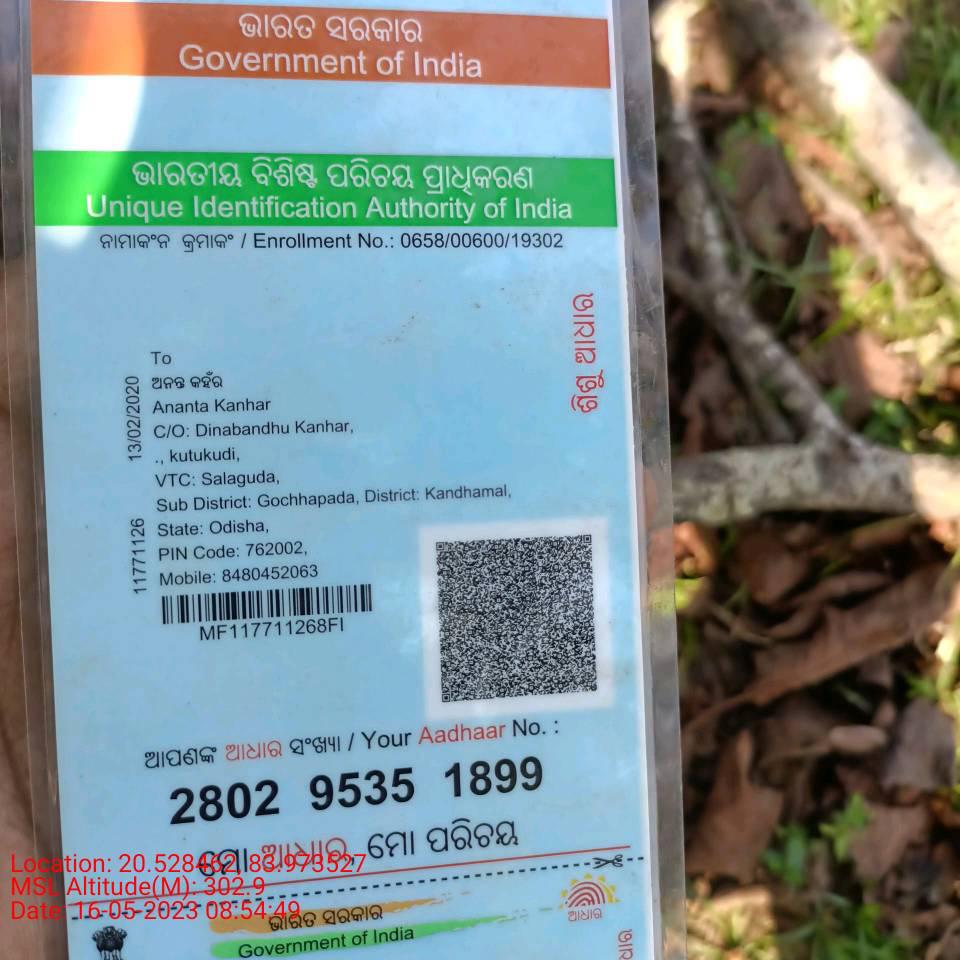 ଭାରତ ସରକାର
Government of India
ଭାରତୀୟ ବିଶିଷ୍ଟ ପରିଚୟ ପ୍ରାଧିକରଣ
Unique Identification Authority of India
ନାମାକଂନ କ୍ରମାକଂ / Enrollment No.: 0658/00600/19302
ଶିଶୁ ଆଧାର
13/02/2020
11771126
To
ଅନନ୍ତ କହଁର
Ananta Kanhar
C/O: Dinabandhu Kanhar,
., kutukudi,
VTC: Salaguda,
Sub District: Gochhapada, District: Kandhamal,
State: Odisha,
PIN Code: 762002,
Mobile: 8480452063
MF117711268FI
ଆପଣଙ୍କ ଆଧାର ସଂଖ୍ୟା / Your Aadhaar No. :
2802 9535 1899
ମୋ ଆଧାର, ମୋ ପରିଚୟ
Location: 20.528462,83.973527
MSL Altitude(M): 302.9
Date: 16-05-2023 08:54:49
ଭାରତ ସରକାର
Government of India
ଆଧାର